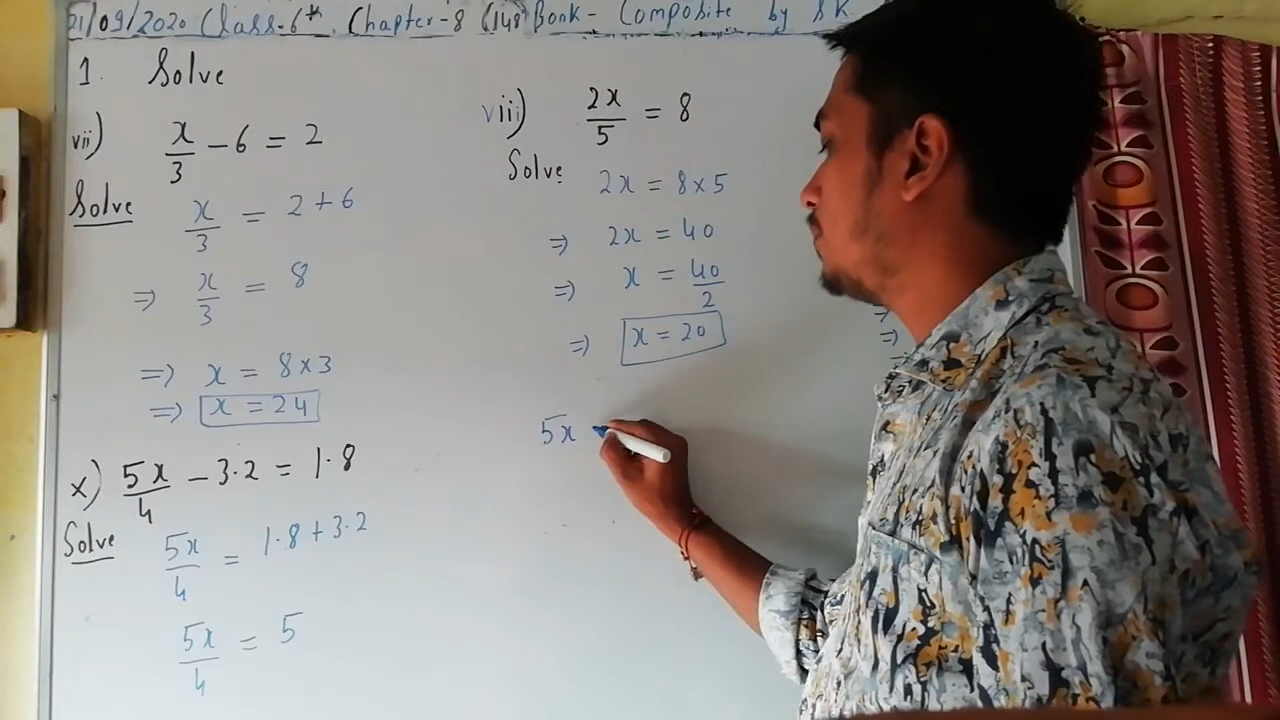 21/09/2020 Class-6th. Chapter-8 (148) Book- Composite by SK
1. Solve
vii) x/3 - 6 = 2
Solve
x/3 = 2 + 6
=> x/3 = 8
=> x = 8 × 3
=> x = 24
x) 5x/4 - 3.2 = 1.8
Solve
5x/4 = 1.8 + 3.2
5x/4 = 5
viii) 2x/5 = 8
Solve
2x = 8 × 5
=> 2x = 40
=> x = 40/2
=> x = 20
5x
=>
=>